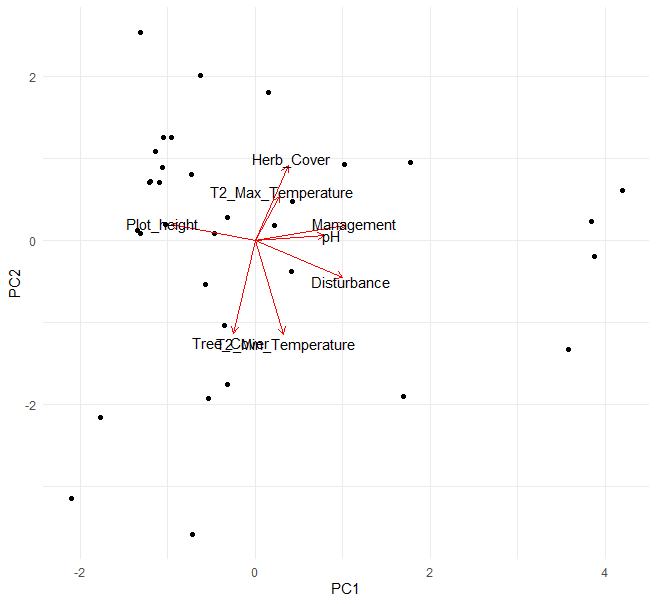 2
Herb_Cover
T2_Max_Temperature
Plot_height
Management
pH
0
PC2
Disturbance
Tree_Cover
T2_Min_Temperature
-2
-2
0
2
4
PC1